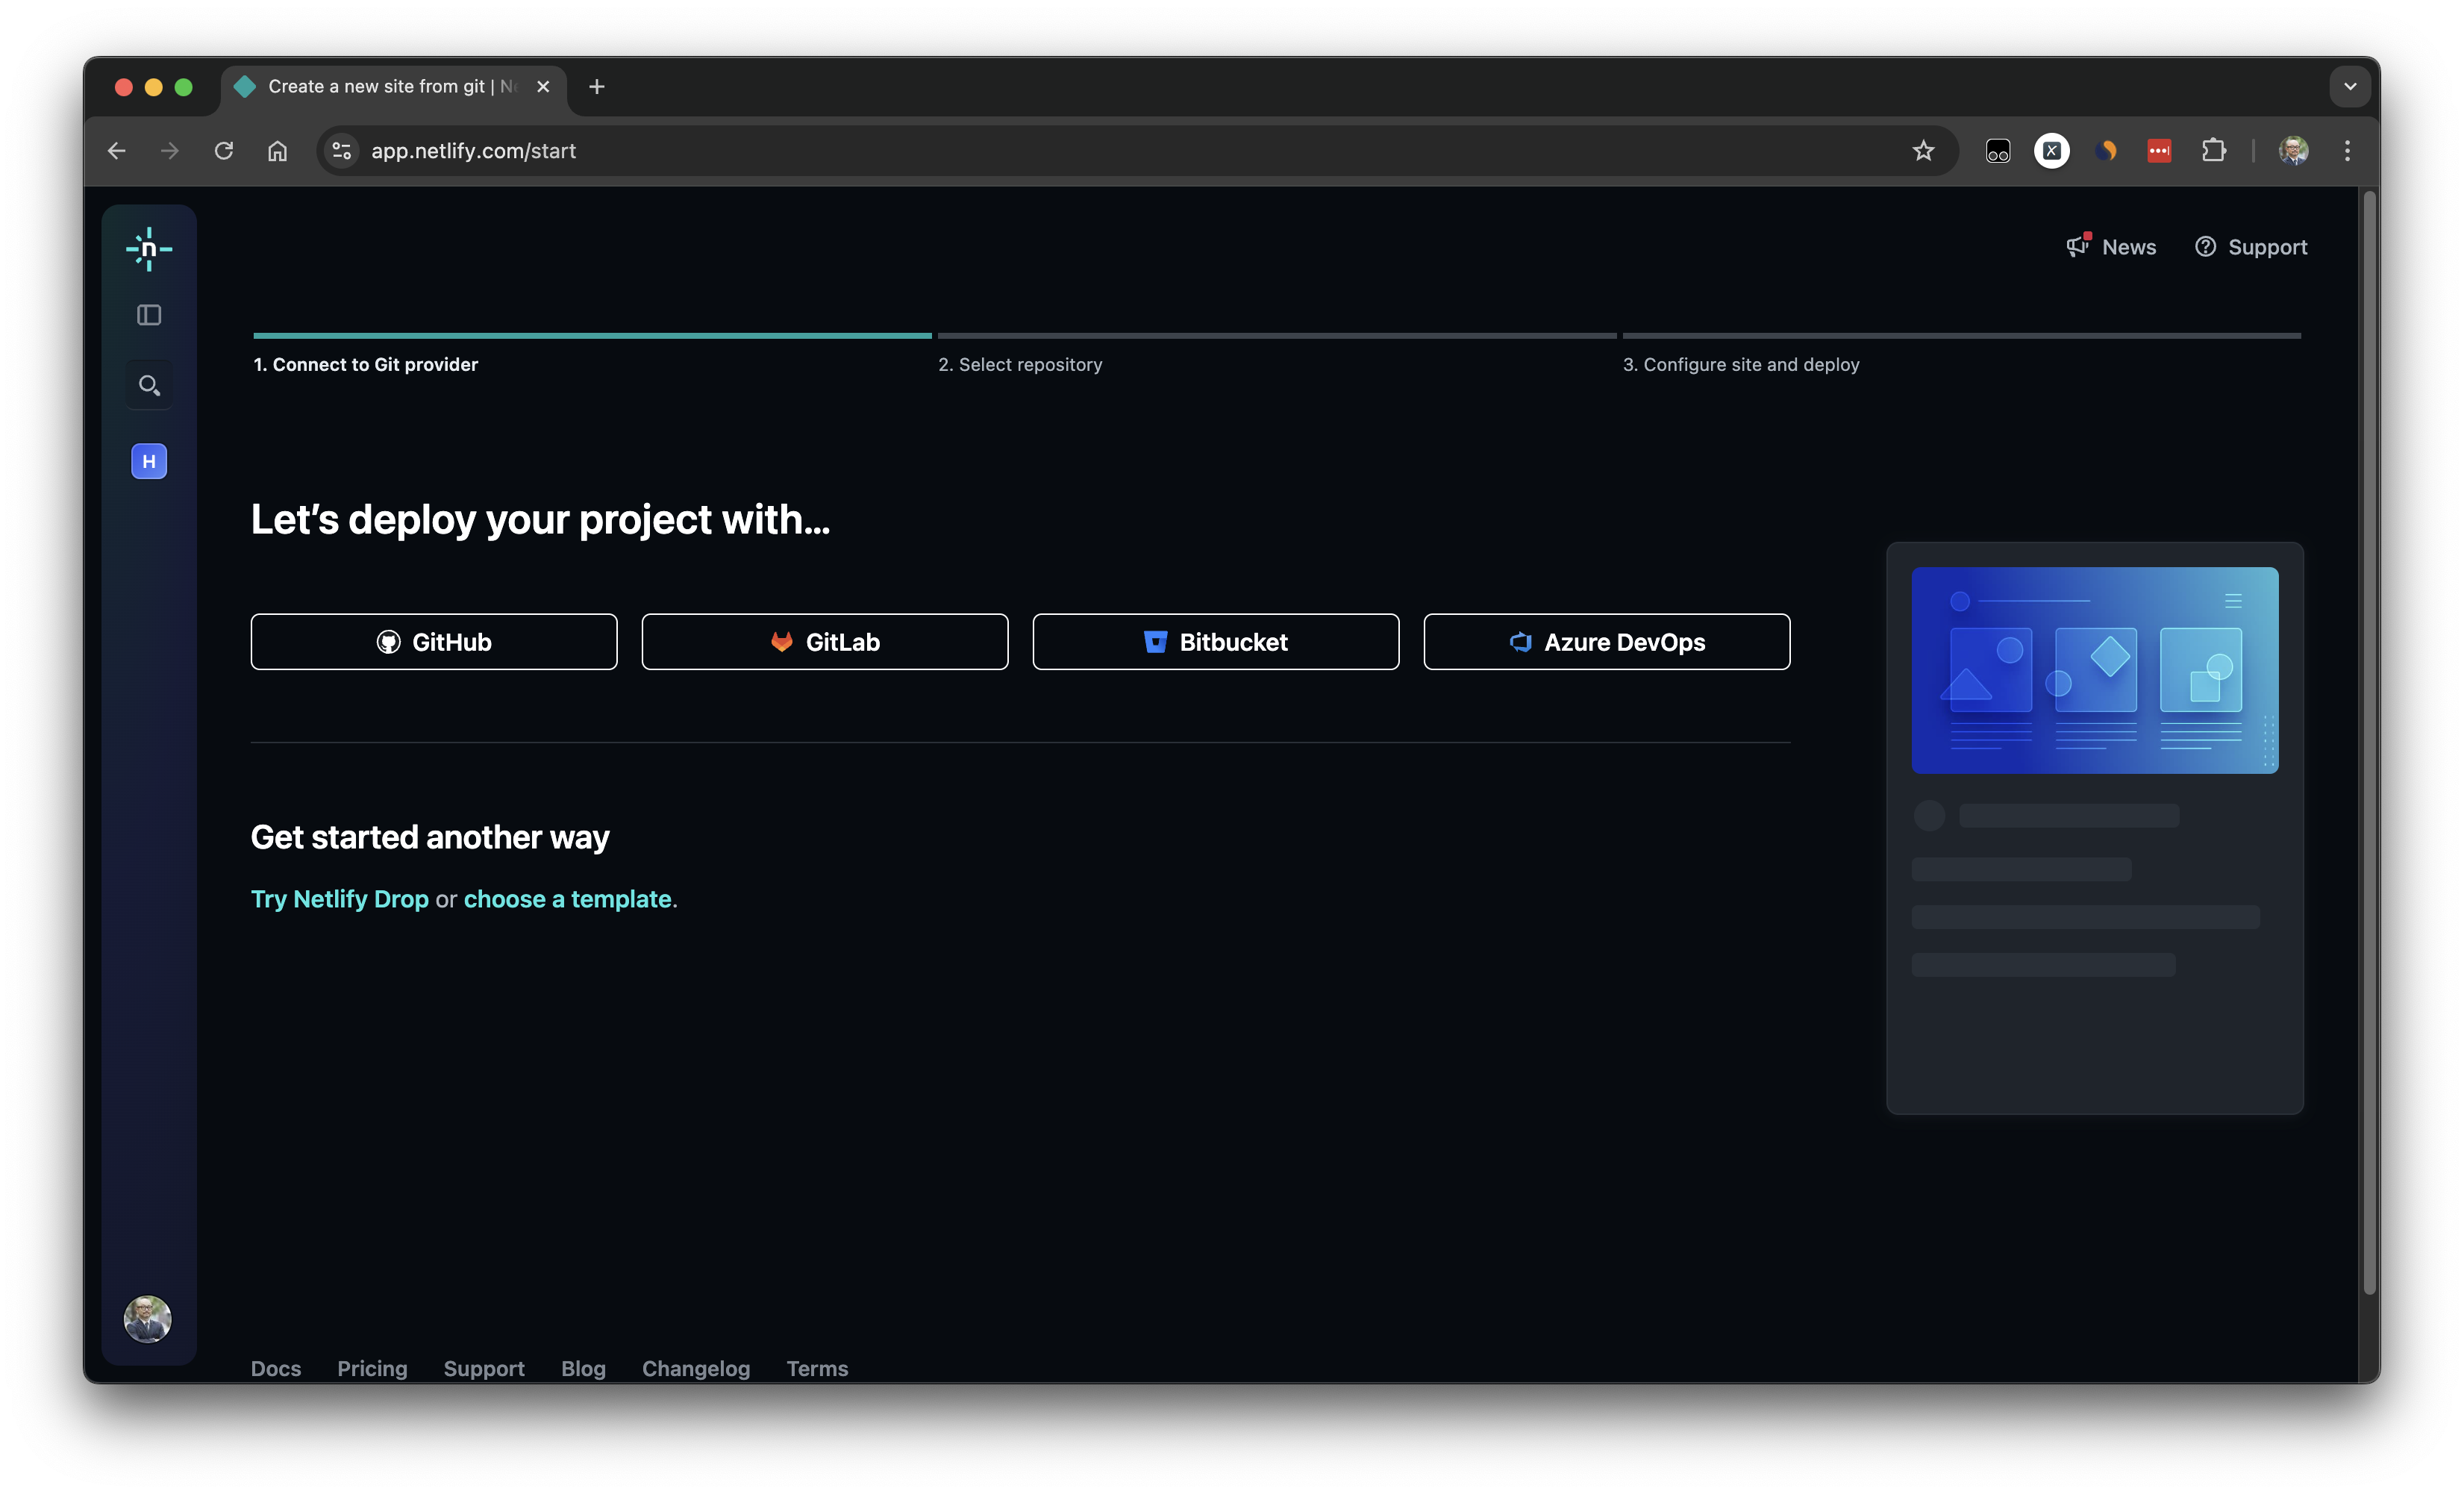 Create a new site from git | Ne
app.netlify.com/start
n
News
Support
1. Connect to Git provider
2. Select repository
3. Configure site and deploy
H
Let’s deploy your project with…
GitHub
GitLab
Bitbucket
Azure DevOps
Get started another way
Try Netlify Drop or choose a template.
Docs
Pricing
Support
Blog
Changelog
Terms